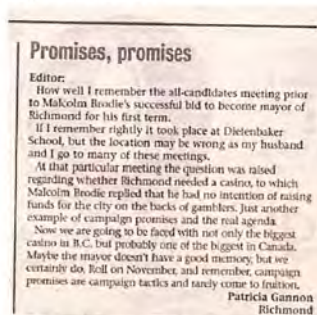 Promises, promises
Editor:
How well I remember the all-candidates meeting prior
to Malcolm Brodie's successful bid to become mayor of
Richmond for his first term.
If I remember rightly it took place at Diefenbaker
School, but the location may be wrong as my husband
and I go to many of these meetings.
At that particular meeting the question was raised
regarding whether Richmond needed a casino, to which
Malcolm Brodie replied that he had no intention of raising
funds for the city on the backs of gamblers. Just another
example of campaign promises and the real agenda.
Now we are going to be faced with not only the biggest
casino in B.C. but probably one of the biggest in Canada.
Maybe the mayor doesn't have a good memory, but we
certainly do. Roll on November, and remember, campaign
promises are campaign tactics and rarely come to fruition.
Patricia Gannon
Richmond